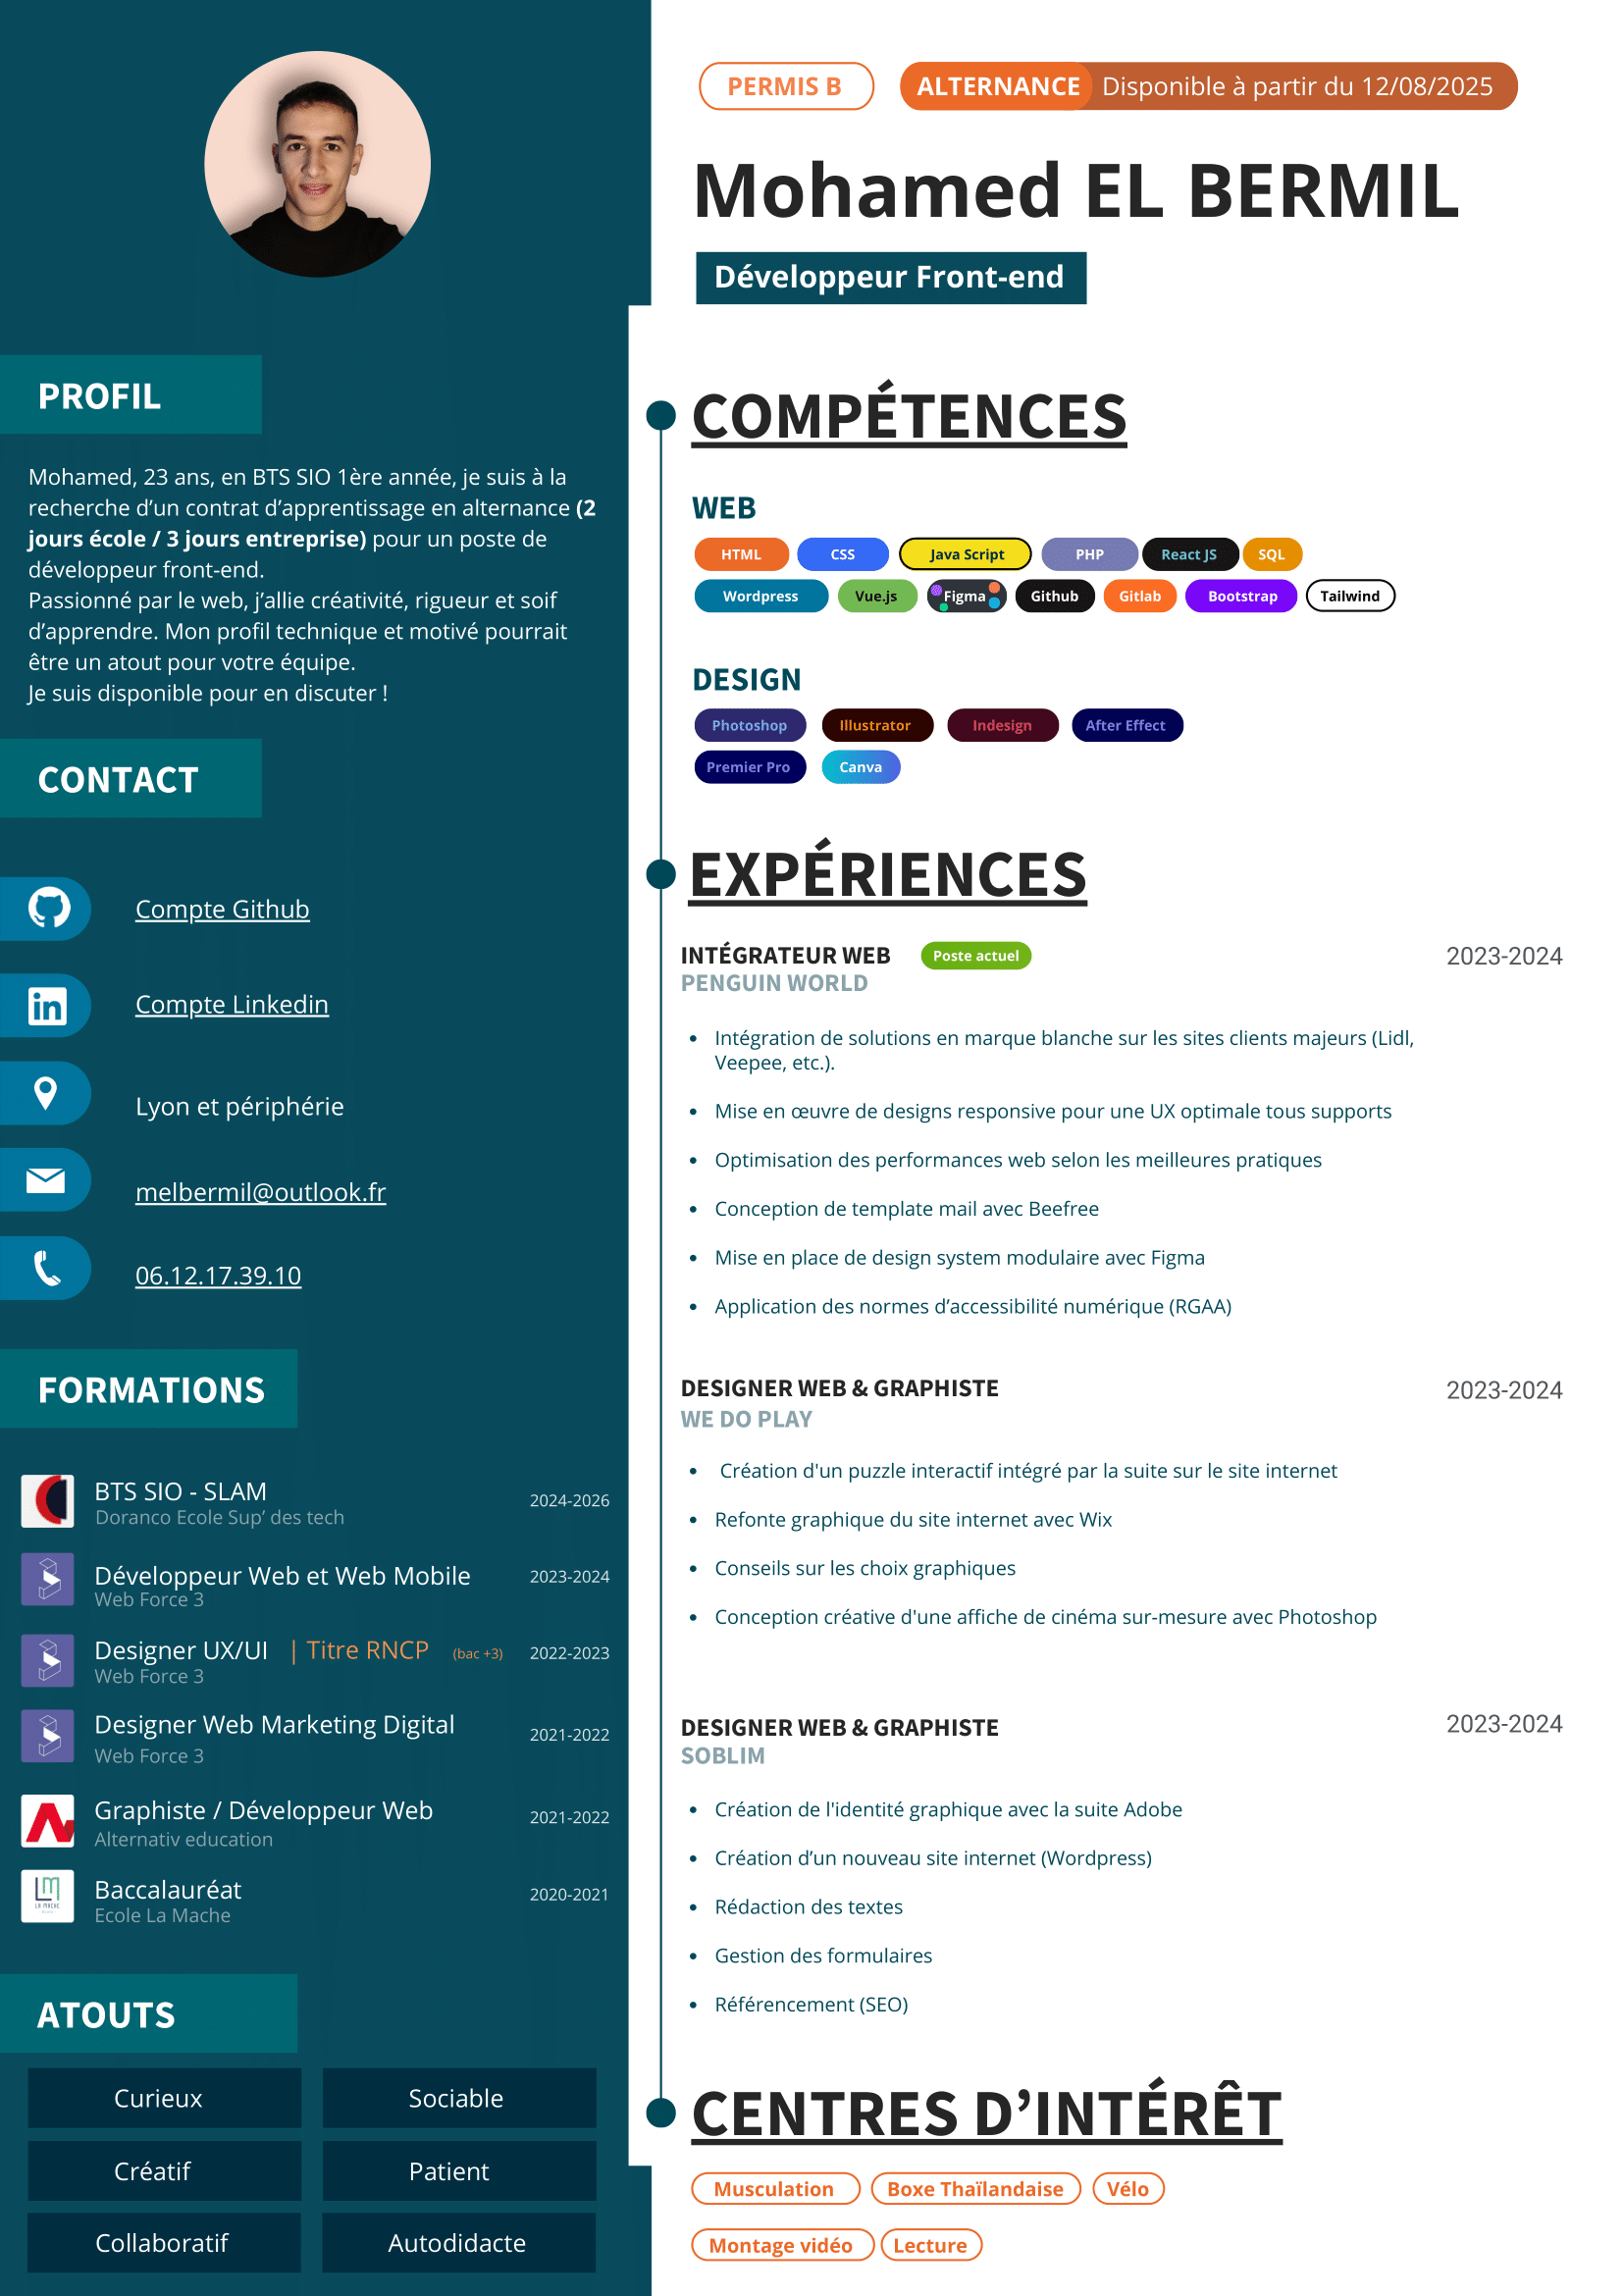 PERMIS B
ALTERNANCE Disponible à partir du 12/08/2025
Mohamed EL BERMIL
Développeur Front-end
PROFIL
Mohamed, 23 ans, en BTS SIO 1ère année, je suis à la
recherche d’un contrat d’apprentissage en alternance (2
jours école / 3 jours entreprise) pour un poste de
développeur front-end.
Passionné par le web, j’allie créativité, rigueur et soif
d’apprendre. Mon profil technique et motivé pourrait
être un atout pour votre équipe.
Je suis disponible pour en discuter !
CONTACT
Compte Github
Compte Linkedin
Lyon et périphérie
melbermil@outlook.fr
06.12.17.39.10
FORMATIONS
BTS SIO - SLAM
Doranco Ecole Sup’ des tech
2024-2026
Développeur Web et Web Mobile
Web Force 3
2023-2024
Designer UX/UI | Titre RNCP (bac +3)
Web Force 3
2022-2023
Designer Web Marketing Digital
Web Force 3
2021-2022
Graphiste / Développeur Web
Alternativ education
2021-2022
LM
LA MACHE
Baccalauréat
Ecole La Mache
2020-2021
ATOUTS
Curieux
Sociable
Créatif
Patient
Collaboratif
Autodidacte
COMPÉTENCES
WEB
HTML CSS Java Script PHP React JS SQL
Wordpress Vue.js Figma Github Gitlab Bootstrap Tailwind
DESIGN
Photoshop Illustrator Indesign After Effect
Premier Pro Canva
EXPÉRIENCES
INTÉGRATEUR WEB Poste actuel 2023-2024
PENGUIN WORLD
• Intégration de solutions en marque blanche sur les sites clients majeurs (Lidl,
Veepee, etc.).
• Mise en œuvre de designs responsive pour une UX optimale tous supports
• Optimisation des performances web selon les meilleures pratiques
• Conception de template mail avec Beefree
• Mise en place de design system modulaire avec Figma
• Application des normes d’accessibilité numérique (RGAA)
DESIGNER WEB & GRAPHISTE 2023-2024
WE DO PLAY
• Création d'un puzzle interactif intégré par la suite sur le site internet
• Refonte graphique du site internet avec Wix
• Conseils sur les choix graphiques
• Conception créative d'une affiche de cinéma sur-mesure avec Photoshop
DESIGNER WEB & GRAPHISTE 2023-2024
SOBLIM
• Création de l'identité graphique avec la suite Adobe
• Création d’un nouveau site internet (Wordpress)
• Rédaction des textes
• Gestion des formulaires
• Référencement (SEO)
CENTRES D’INTÉRÊT
Musculation Boxe Thaïlandaise Vélo
Montage vidéo Lecture